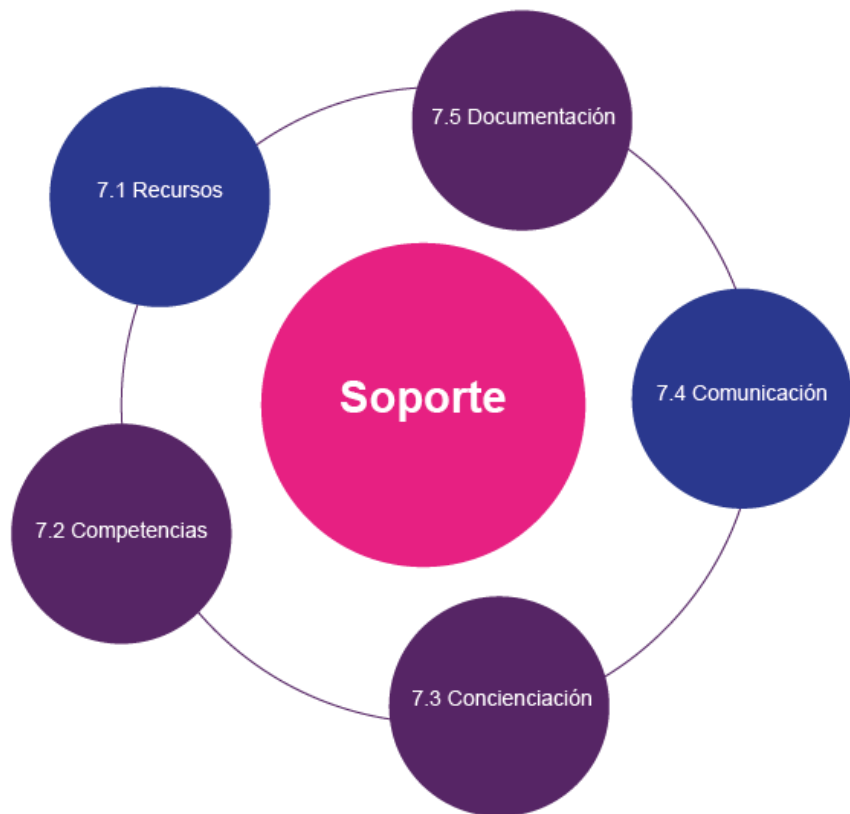 7.5 Documentación
7.1 Recursos
Soporte
7.4 Comunicación
7.2 Competencias
7.3 Concienciación